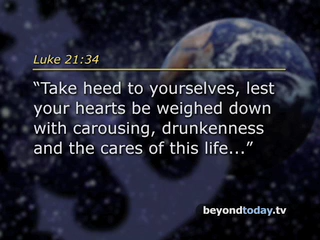 Luke 21:34
“Take heed to yourselves, lest
your hearts be weighed down
with carousing, drunkenness
and the cares of this life...”
beyondtoday.tv